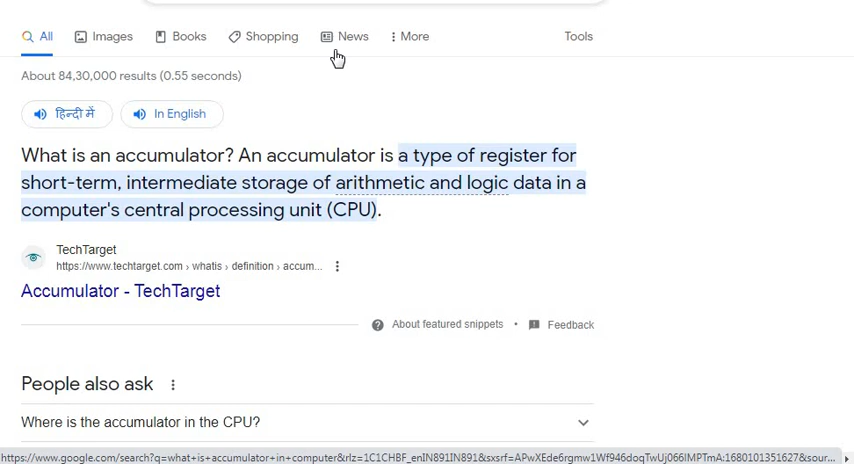 All Images Books Shopping News More Tools
About 84,30,000 results (0.55 seconds)
हिन्दी में In English
What is an accumulator? An accumulator is a type of register for
short-term, intermediate storage of arithmetic and logic data in a
computer's central processing unit (CPU).
TechTarget
https://www.techtarget.com › whatis › definition › accum...
Accumulator - TechTarget
About featured snippets • Feedback
People also ask
Where is the accumulator in the CPU?
https://www.google.com/search?q=what+is+accumulator+in+computer&rlz=1C1CHBF_enIN891IN891&sxsrf=APwXEde6rgmw1Wf946doqTwUj066IMPTmA:1680101351627&sour...